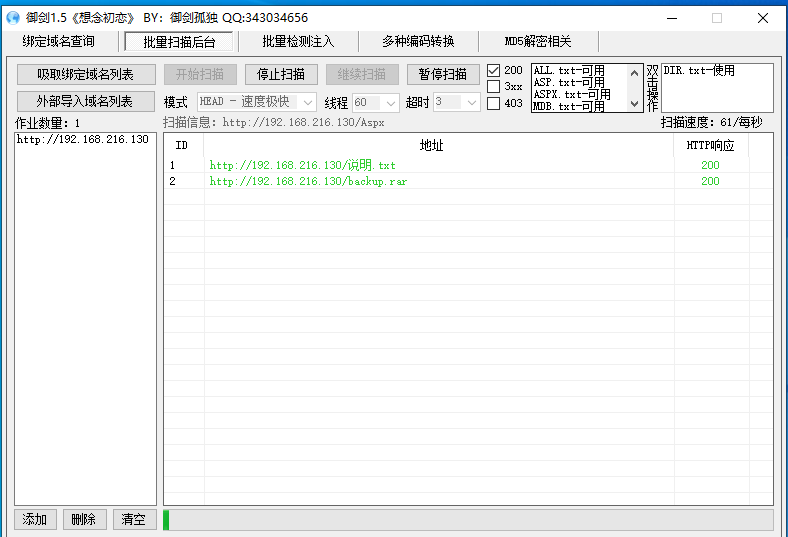 御剑1.5《想念初恋》 BY：御剑孤独 QQ:343034656
绑定域名查询 批量扫描后台 批量检测注入 多种编码转换 MD5解密相关
吸取绑定域名列表 开始扫描 停止扫描 继续扫描 暂停扫描
外部导入域名列表 模式 HEAD - 速度极快 线程 60 超时 3
200
3xx
403
ALL.txt-可用
ASP.txt-可用
ASPX.txt-可用
MDB.txt-可用
双击操作
DIR.txt-使用
作业数量：1 扫描信息：http://192.168.216.130/Aspx 扫描速度：61/每秒
http://192.168.216.130
ID 地址 HTTP响应
1 http://192.168.216.130/说明.txt 200
2 http://192.168.216.130/backup.rar 200
添加 删除 清空